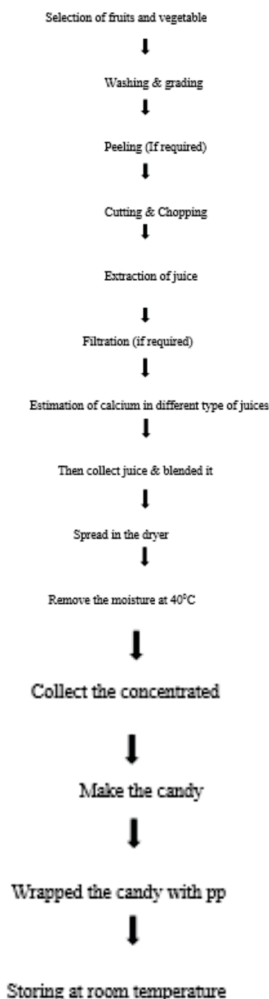 Selection of fruits and vegetable
Washing & grading
Peeling (If required)
Cutting & Chopping
Extraction of juice
Filtration (if required)
Estimation of calcium in different type of juices
Then collect juice & blended it
Spread in the dryer
Remove the moisture at 40⁰C
Collect the concentrated
Make the candy
Wrapped the candy with pp
Storing at room temperature